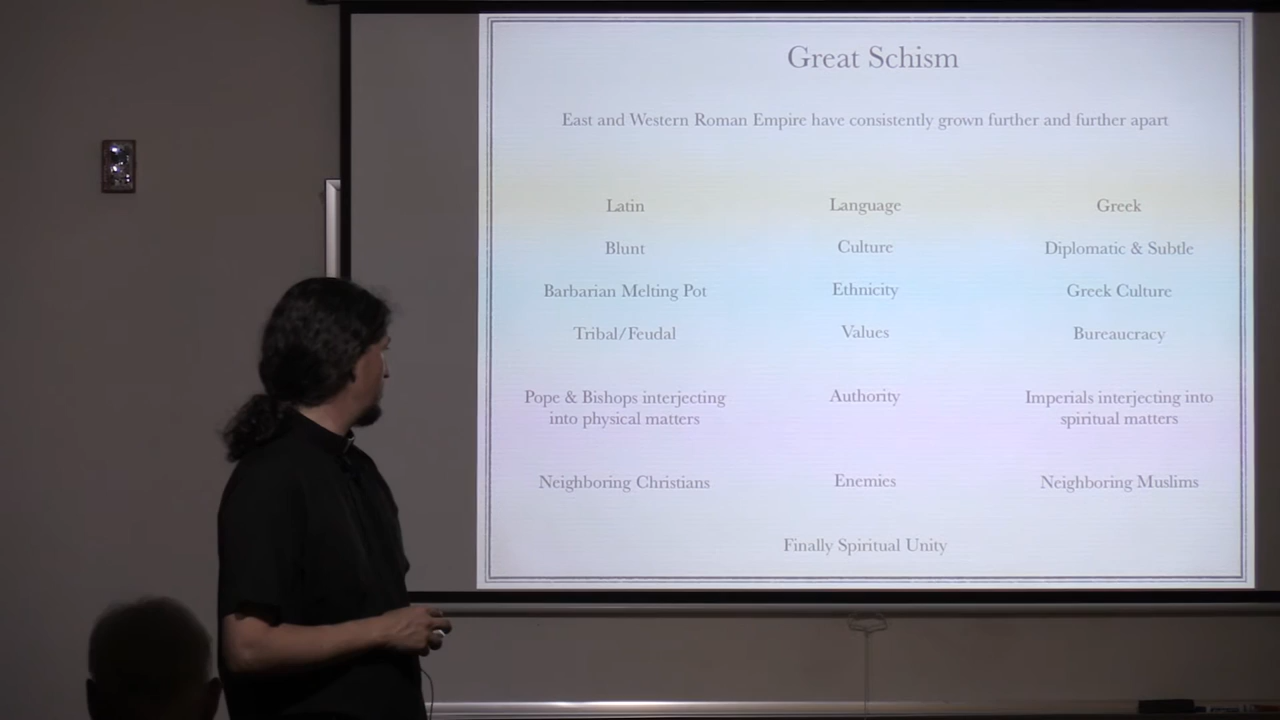 Great Schism
East and Western Roman Empire have consistently grown further and further apart
Latin Language Greek
Blunt Culture Diplomatic & Subtle
Barbarian Melting Pot Ethnicity Greek Culture
Tribal/Feudal Values Bureaucracy
Pope & Bishops interjecting Authority Imperials interjecting into
into physical matters spiritual matters
Neighboring Christians Enemies Neighboring Muslims
Finally Spiritual Unity